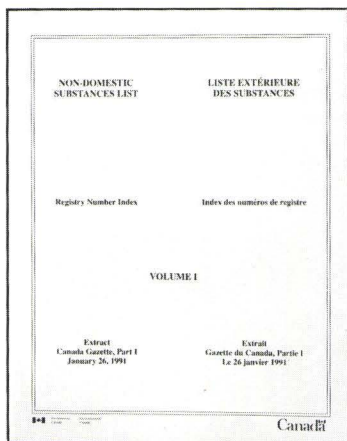 NON-DOMESTIC
SUBSTANCES LIST
LISTE EXTÉRIEURE
DES SUBSTANCES
Registry Number Index
Index des numéros de registre
VOLUME I
Extract
Canada Gazette, Part I
January 26, 1991
Extrait
Gazette du Canada, Partie I
Le 26 janvier 1991
Canada